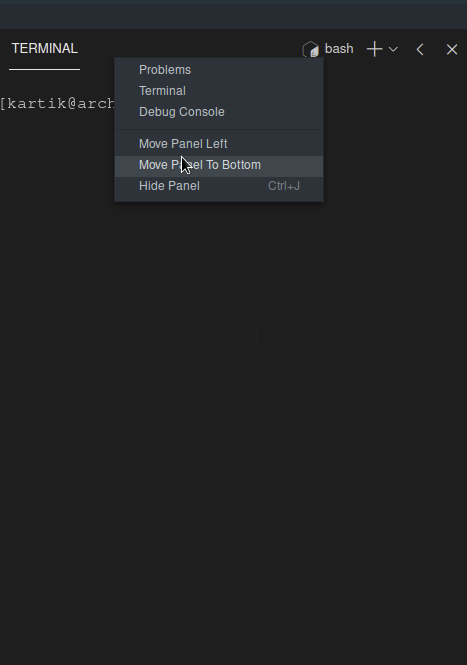 TERMINAL
bash
Problems
Terminal
[kartik@arch
Debug Console
Move Panel Left
Move Panel To Bottom
Hide Panel Ctrl+J